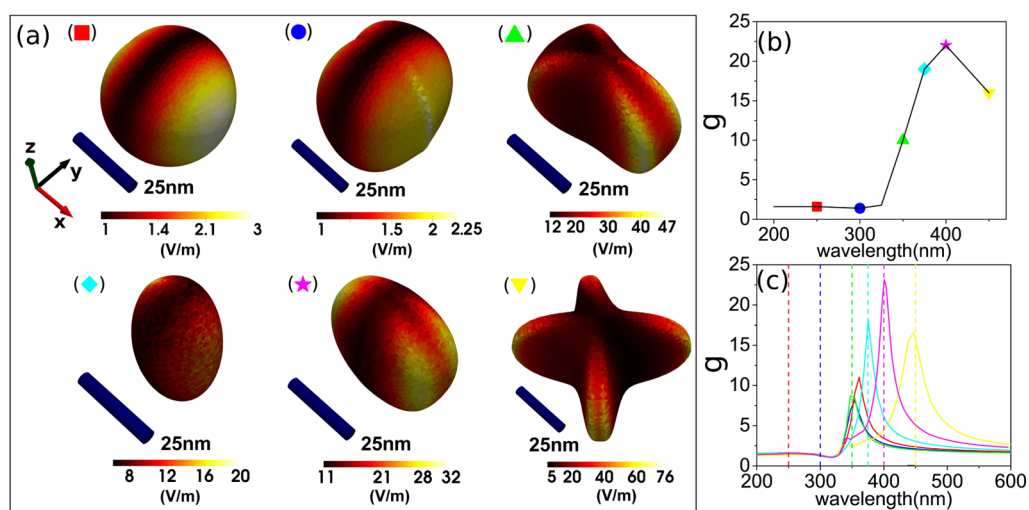 (a)
( )
( )
( )
z
y
x
25nm
25nm
25nm
1 1.4 2.1 3
(V/m)
1 1.5 2 2.25
(V/m)
12 20 30 40 47
(V/m)
( )
( )
( )
25nm
25nm
25nm
8 12 16 20
(V/m)
11 21 28 32
(V/m)
5 20 40 60 76
(V/m)
(b)
25
20
15
10
5
0
g
200 300 400
wavelength(nm)
(c)
25
20
15
10
5
0
g
200 300 400 500 600
wavelength(nm)